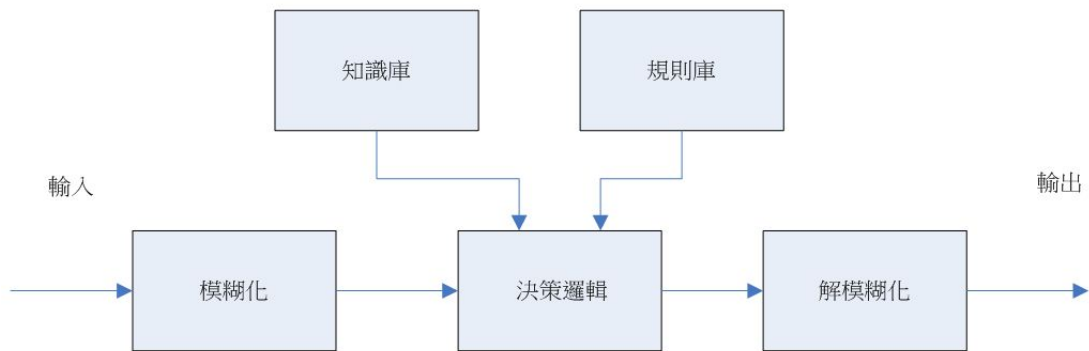 知識庫
規則庫
輸入
輸出
模糊化
決策邏輯
解模糊化